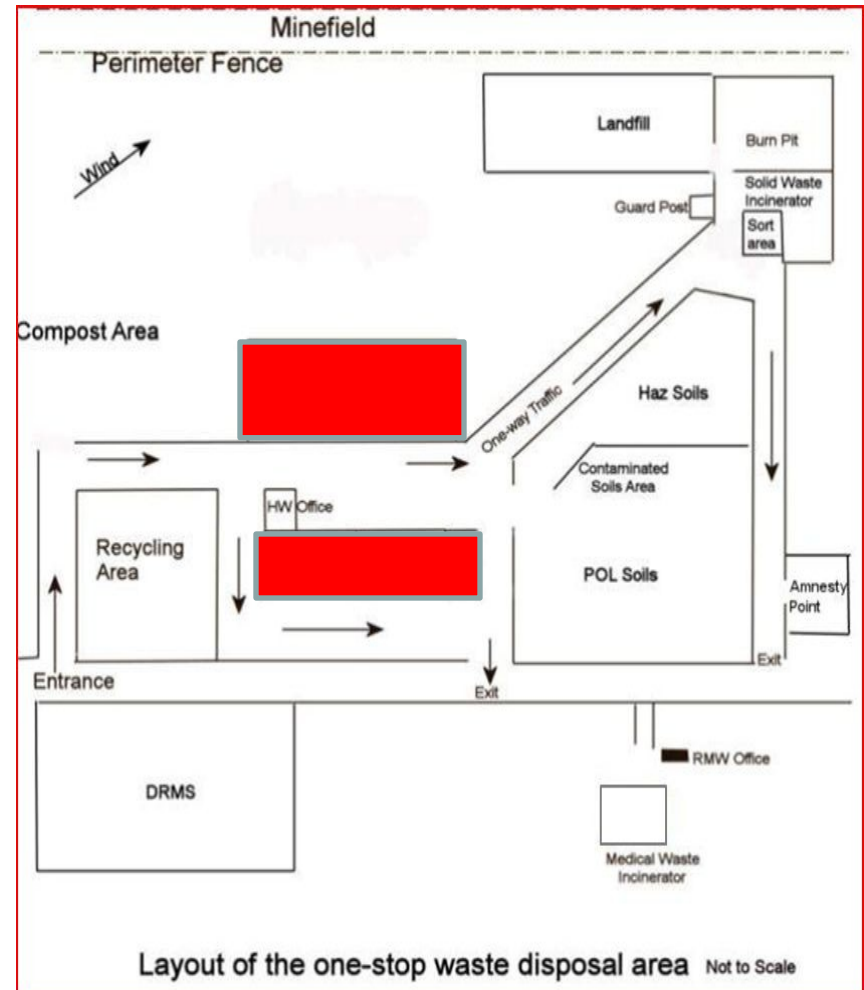 Minefield
Perimeter Fence
Wind
Landfill
Burn Pit
Solid Waste
Incinerator
Guard Post
Sort
area
Compost Area
One-way Traffic
Haz Soils
Contaminated
Soils Area
HW Office
Recycling
Area
POL Soils
Amnesty
Point
Entrance
Exit
Exit
DRMS
RMW Office
Medical Waste
Incinerator
Layout of the one-stop waste disposal area Not to Scale